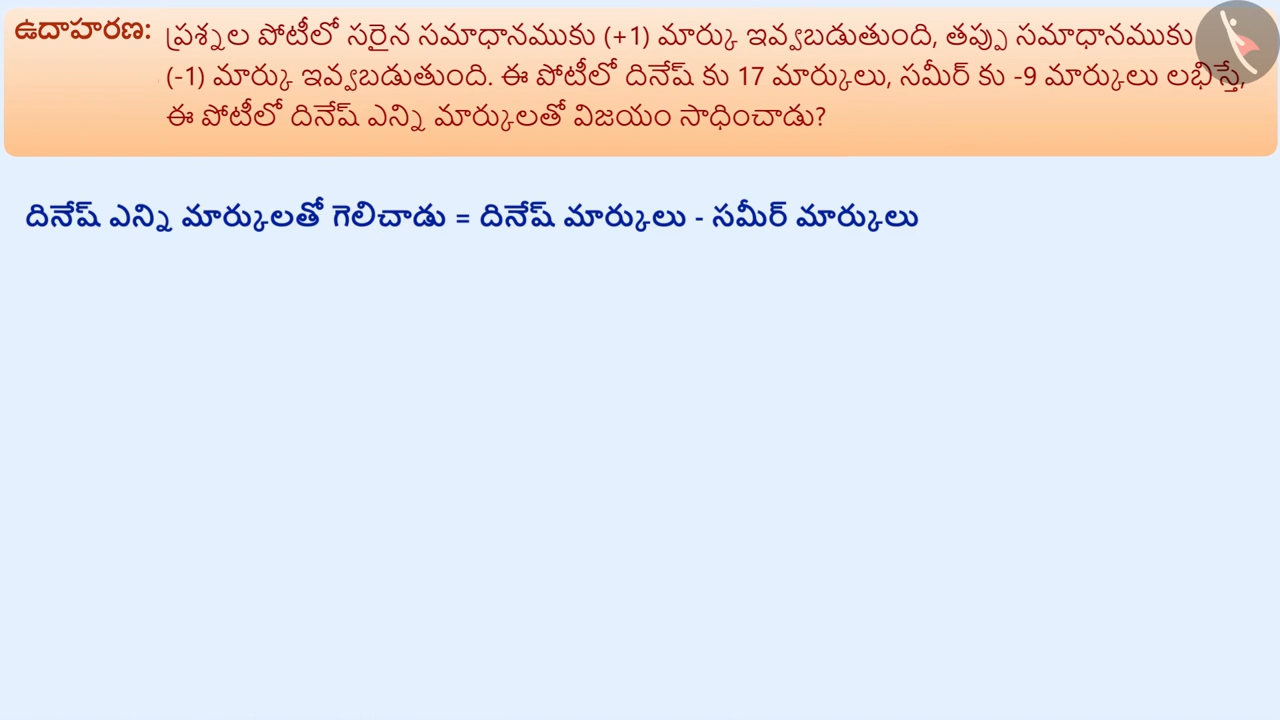 ఉదాహరణ: ప్రశ్నల పోటీలో సరైన సమాధానముకు (+1) మార్కు ఇవ్వబడుతుంది, తప్పు సమాధానముకు
(-1) మార్కు ఇవ్వబడుతుంది. ఈ పోటీలో దినేష్ కు 17 మార్కులు, సమీర్ కు -9 మార్కులు లభిస్తే,
ఈ పోటీలో దినేష్ ఎన్ని మార్కులతో విజయం సాధించాడు?
దినేష్ ఎన్ని మార్కులతో గెలిచాడు = దినేష్ మార్కులు - సమీర్ మార్కులు